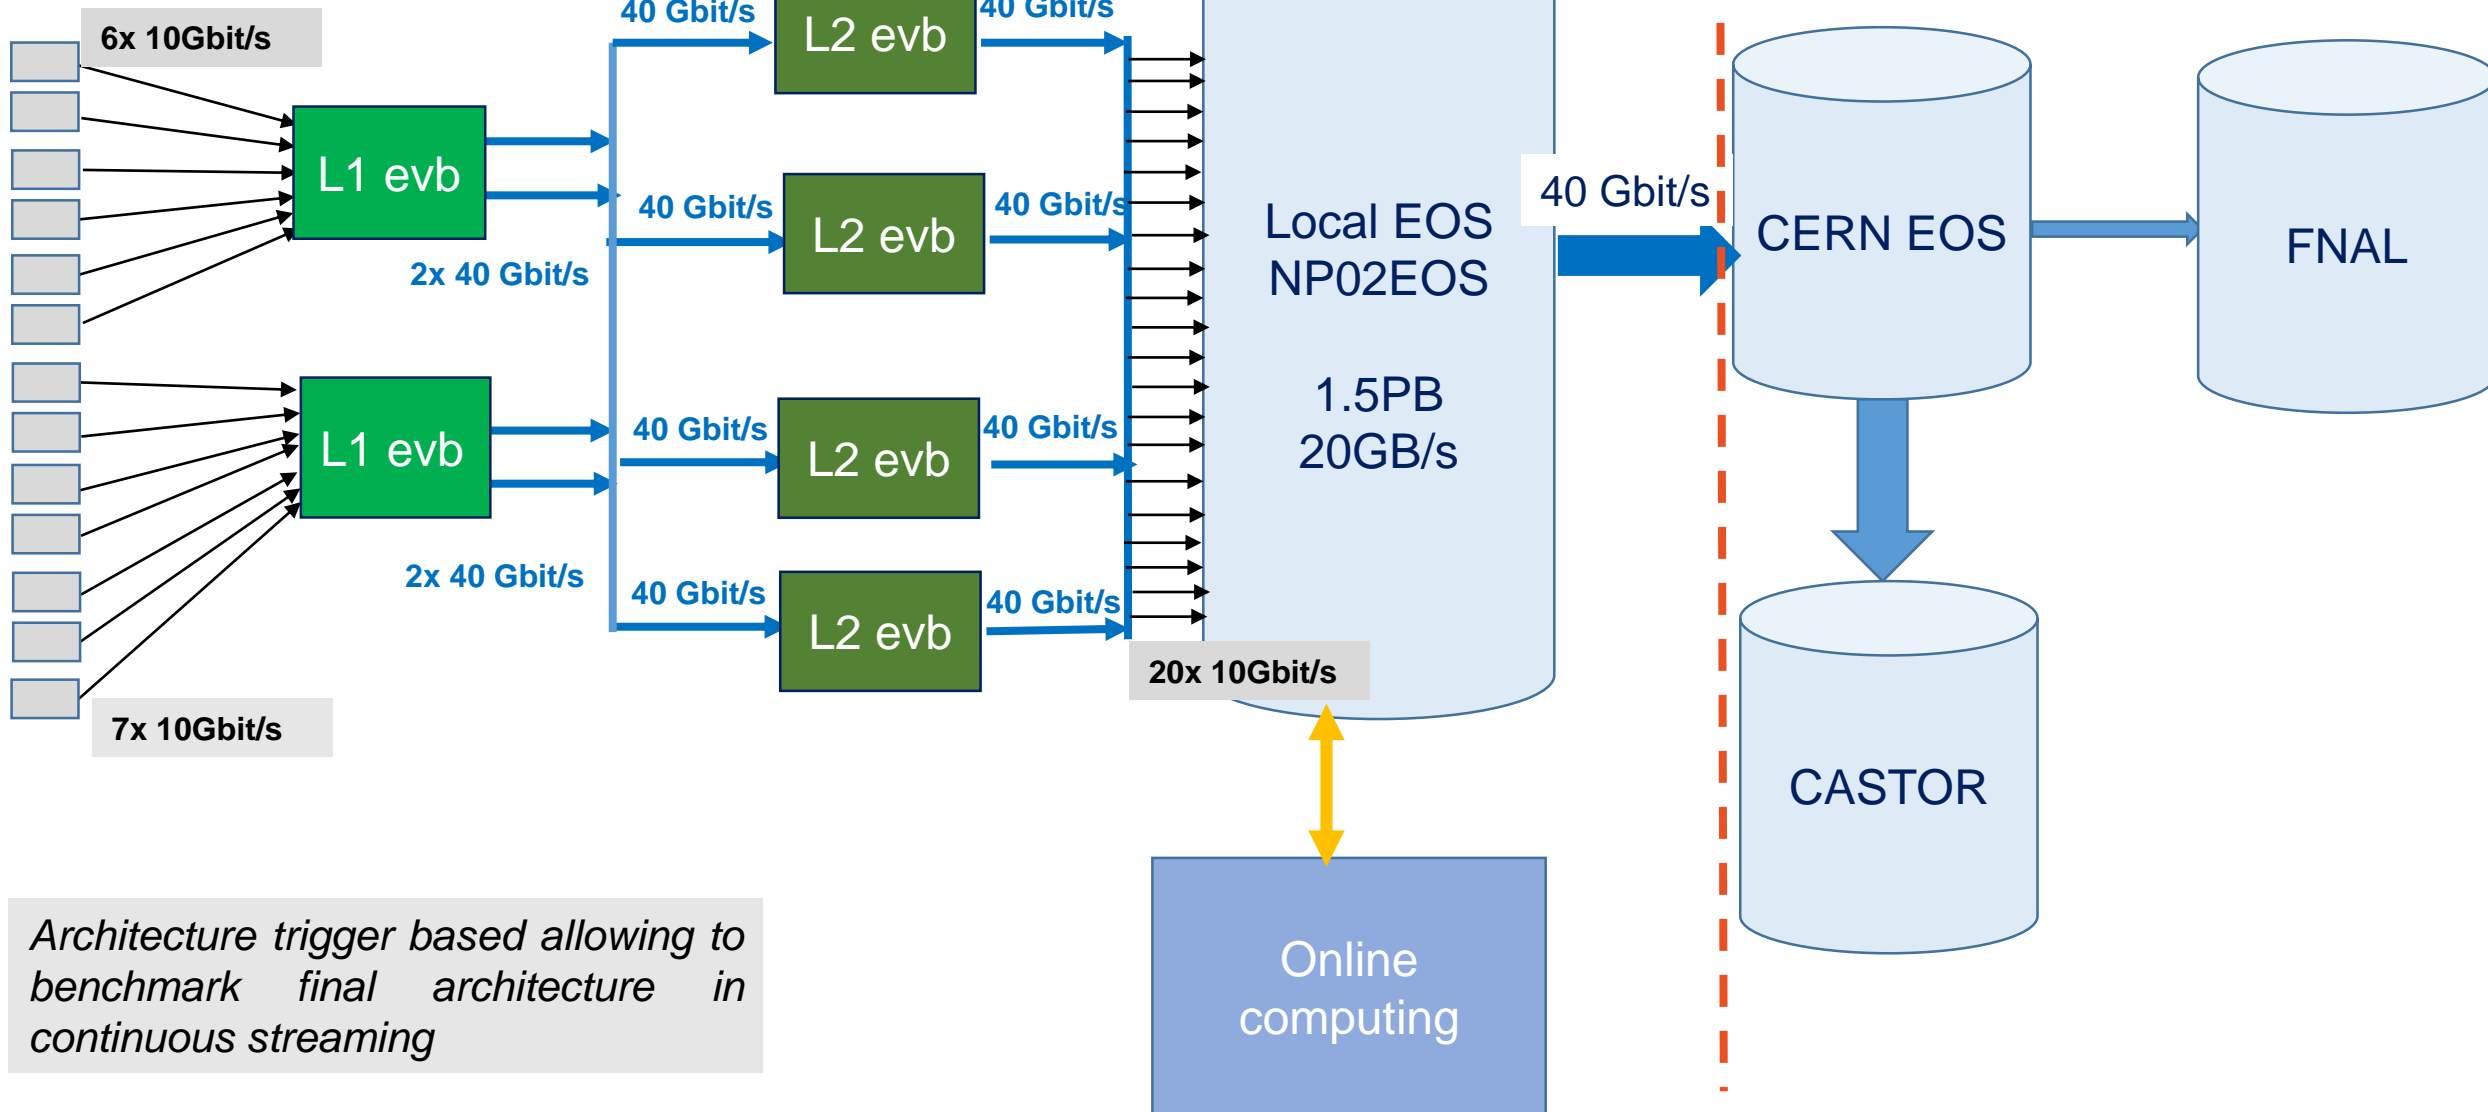 40 Gbit/s
40 Gbit/s
6x 10Gbit/s
L2 evb
L1 evb
40 Gbit/s
L2 evb
40 Gbit/s
2x 40 Gbit/s
Local EOS
NP02EOS
1.5PB
20GB/s
40 Gbit/s
CERN EOS
FNAL
L1 evb
40 Gbit/s
L2 evb
40 Gbit/s
2x 40 Gbit/s
40 Gbit/s
L2 evb
40 Gbit/s
20x 10Gbit/s
7x 10Gbit/s
CASTOR
Architecture trigger based allowing to
benchmark final architecture in
continuous streaming
Online
computing